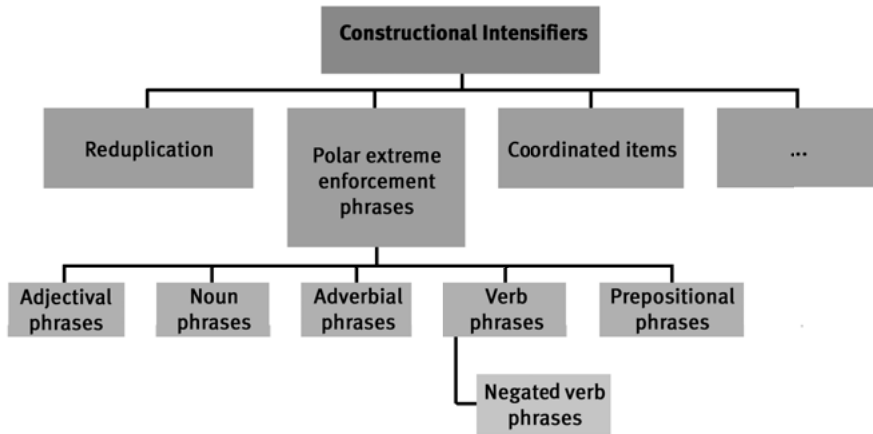 Constructional Intensifiers
Reduplication
Polar extreme
enforcement
phrases
Coordinated items
...
Adjectival
phrases
Noun
phrases
Adverbial
phrases
Verb
phrases
Prepositional
phrases
Negated verb
phrases